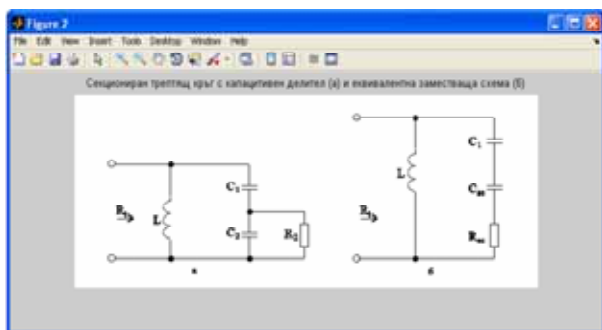 Figure 2
File Edit View Insert Tools Desktop Window Help
Секциониран трептящ кръг с капацитивен делител (а) и еквивалентна заместваща схема (б)
C₁
L
C₂
R₂
а
C₁
L
б